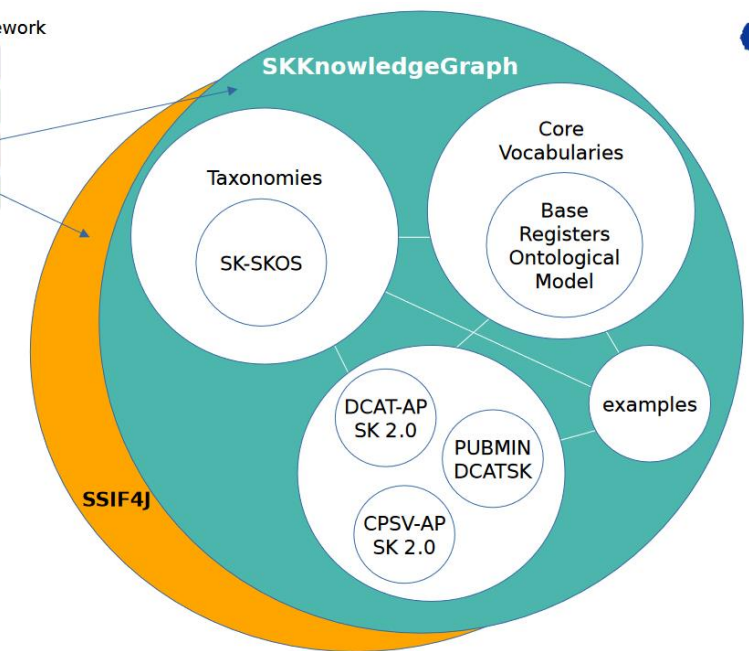 SKKnowledgeGraph
Taxonomies
SK-SKOS
Core
Vocabularies
Base
Registers
Ontological
Model
DCAT-AP
SK 2.0
PUBMIN
DCATSK
CPSV-AP
SK 2.0
examples
SSIF4J